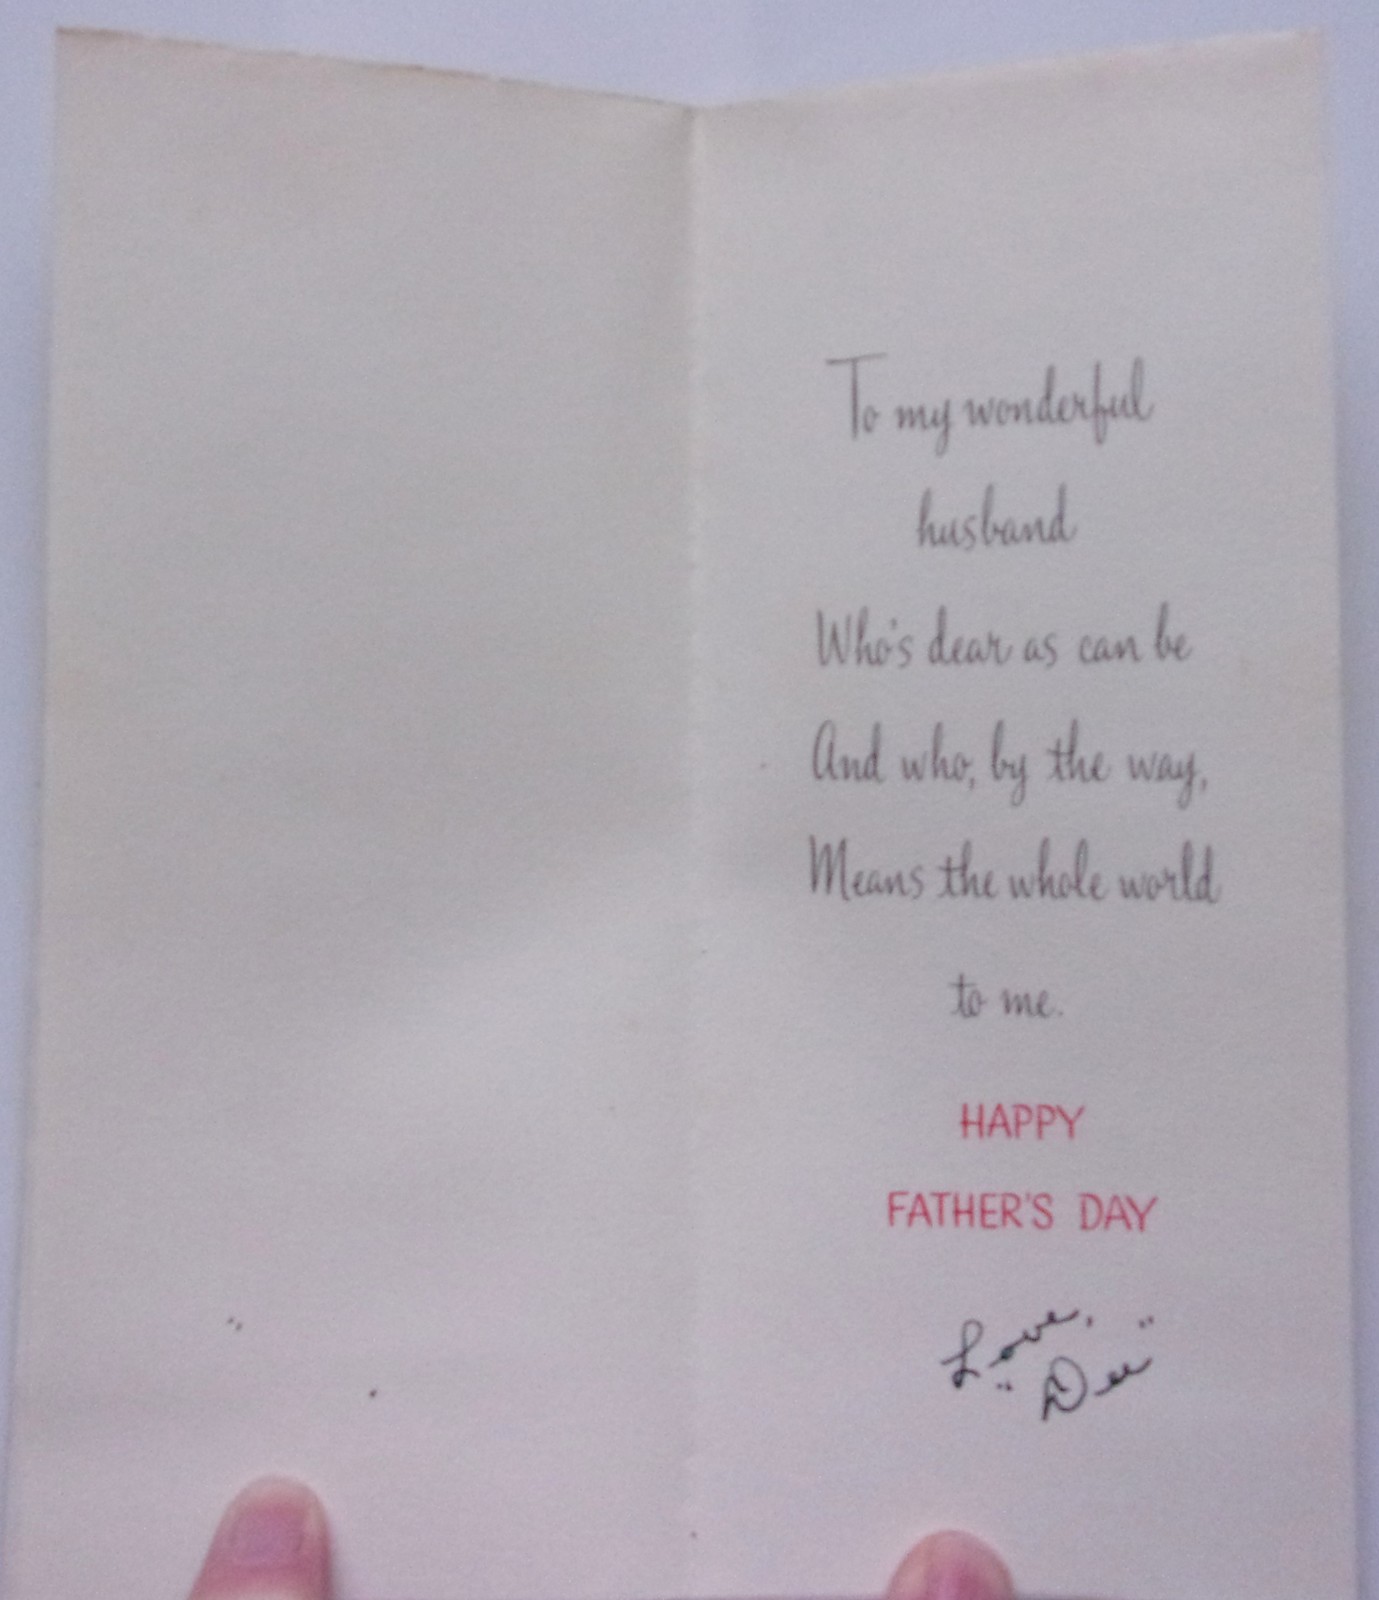 To my wonderful
husband
Who's dear as can be
And who, by the way,
Means the whole world
to me.
HAPPY
FATHER'S DAY
Love,
"Dee"